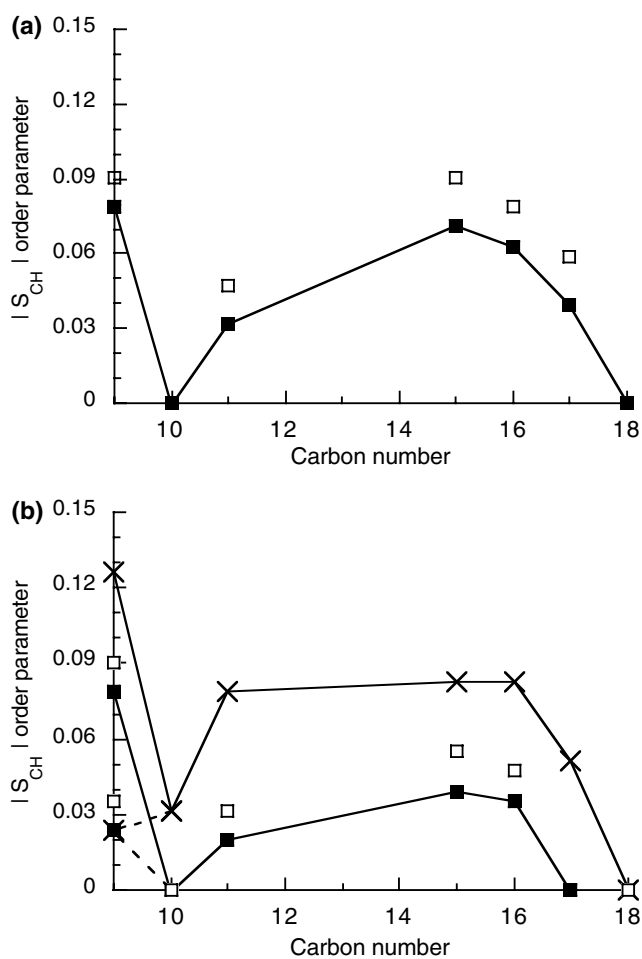 (a)
0.15
0.12
0.09
0.06
0.03
0
| S_CH | order parameter
10 12 14 16 18
Carbon number
(b)
0.15
0.12
0.09
0.06
0.03
0
| S_CH | order parameter
10 12 14 16 18
Carbon number